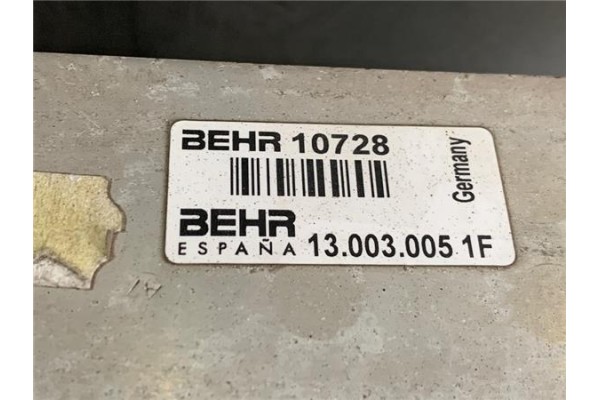 BEHR 10728
Germany
BEHR
ESPAÑA 13.003.005 1F